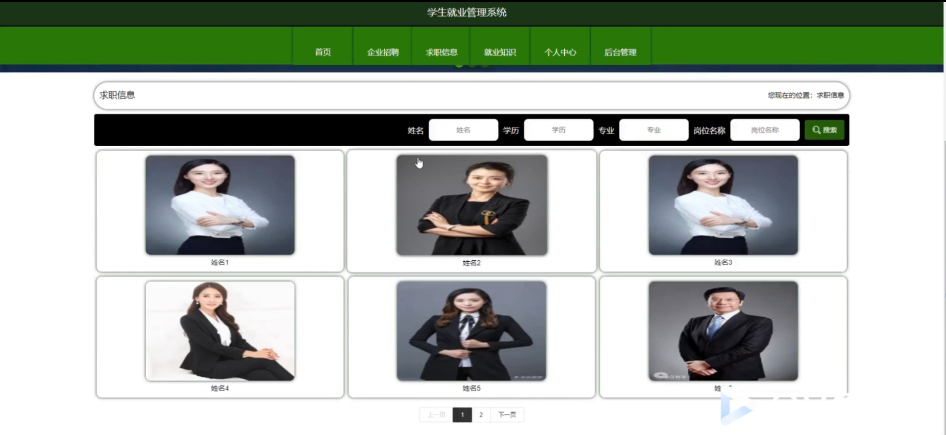 学生就业管理系统
首页 企业招聘 求职信息 就业知识 个人中心 后台管理
求职信息 您现在的位置：求职信息
姓名 姓名 学历 学历 专业 专业 岗位名称 岗位名称 搜索
姓名1 姓名2 姓名3
姓名4 姓名5 姓
上一页 1 2 下一页